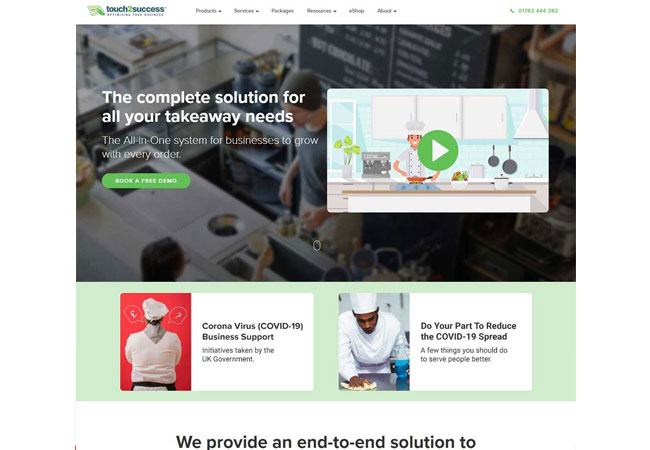 touch2success
OPTIMISING YOUR BUSINESS
Products
Services
Packages
Resources
eShop
About
01782 444 282
The complete solution for
all your takeaway needs
The All-In-One system for businesses to grow
with every order.
BOOK A FREE DEMO
Corona Virus (COVID-19)
Business Support
Initiatives taken by the
UK Government.
Do Your Part To Reduce
the COVID-19 Spread
A few things you should do
to serve people better.
We provide an end-to-end solution to